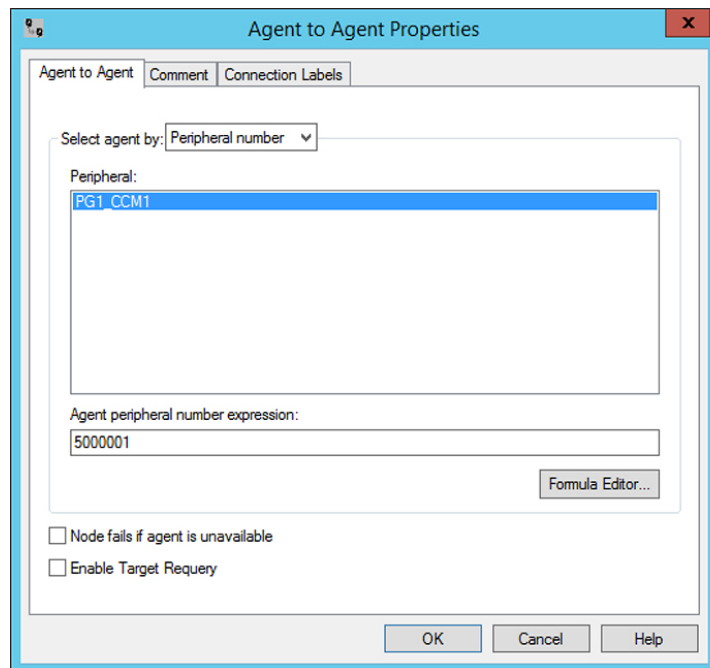 Agent to Agent Properties
x
Agent to Agent Comment Connection Labels
Select agent by: Peripheral number
Peripheral:
PG1_CCM1
Agent peripheral number expression:
5000001
Formula Editor...
Node fails if agent is unavailable
Enable Target Requery
OK Cancel Help